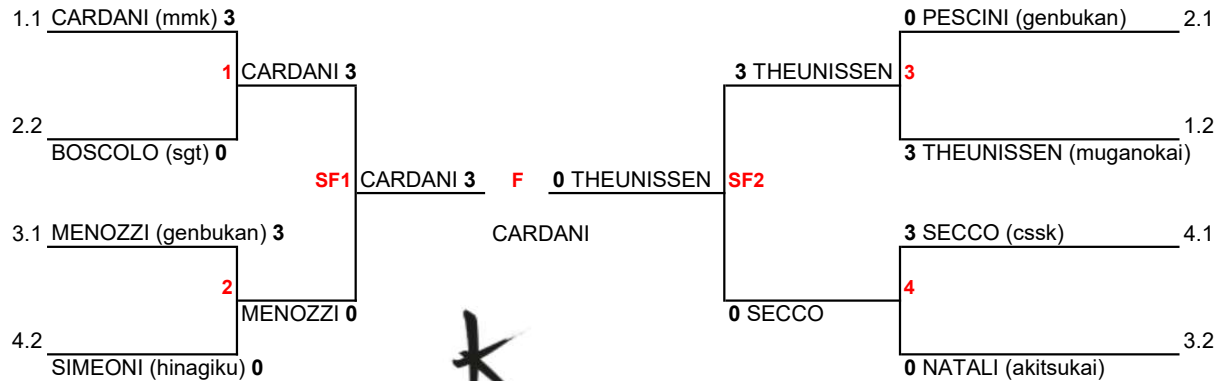 1.1 CARDANI (mmk) 3
0 PESCINI (genbukan) 2.1
1 CARDANI 3
3 THEUNISSEN 3
2.2
1.2
BOSCOLO (sgt) 0
3 THEUNISSEN (muganokai)
SF1 CARDANI 3 F 0 THEUNISSEN SF2
3.1 MENOZZI (genbukan) 3
CARDANI
3 SECCO (cssk) 4.1
2
4
MENOZZI 0
0 SECCO
4.2
3.2
SIMEONI (hinagiku) 0
0 NATALI (akitsukai)